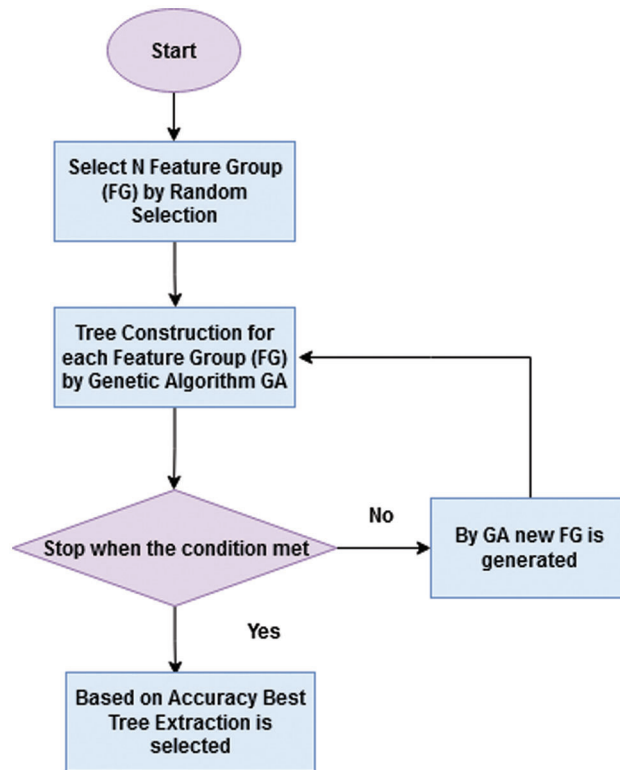 Start
Select N Feature Group
(FG) by Random
Selection
Tree Construction for
each Feature Group (FG)
by Genetic Algorithm GA
Stop when the condition met
No
By GA new FG is
generated
Yes
Based on Accuracy Best
Tree Extraction is
selected